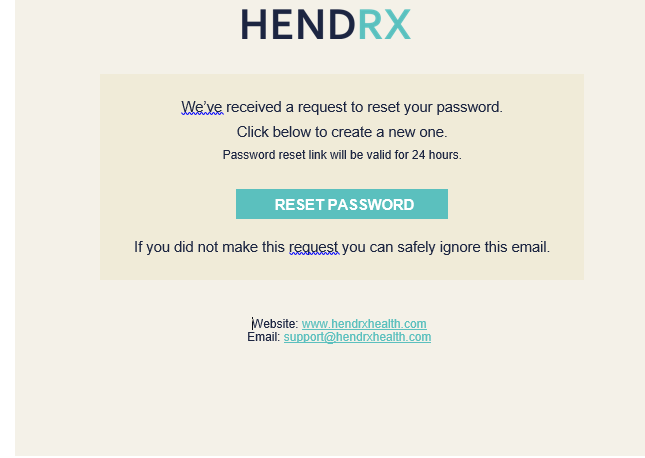 HENDRX
We've received a request to reset your password.
Click below to create a new one.
Password reset link will be valid for 24 hours.
RESET PASSWORD
If you did not make this request you can safely ignore this email.
Website: www.hendrxhealth.com
Email: support@hendrxhealth.com